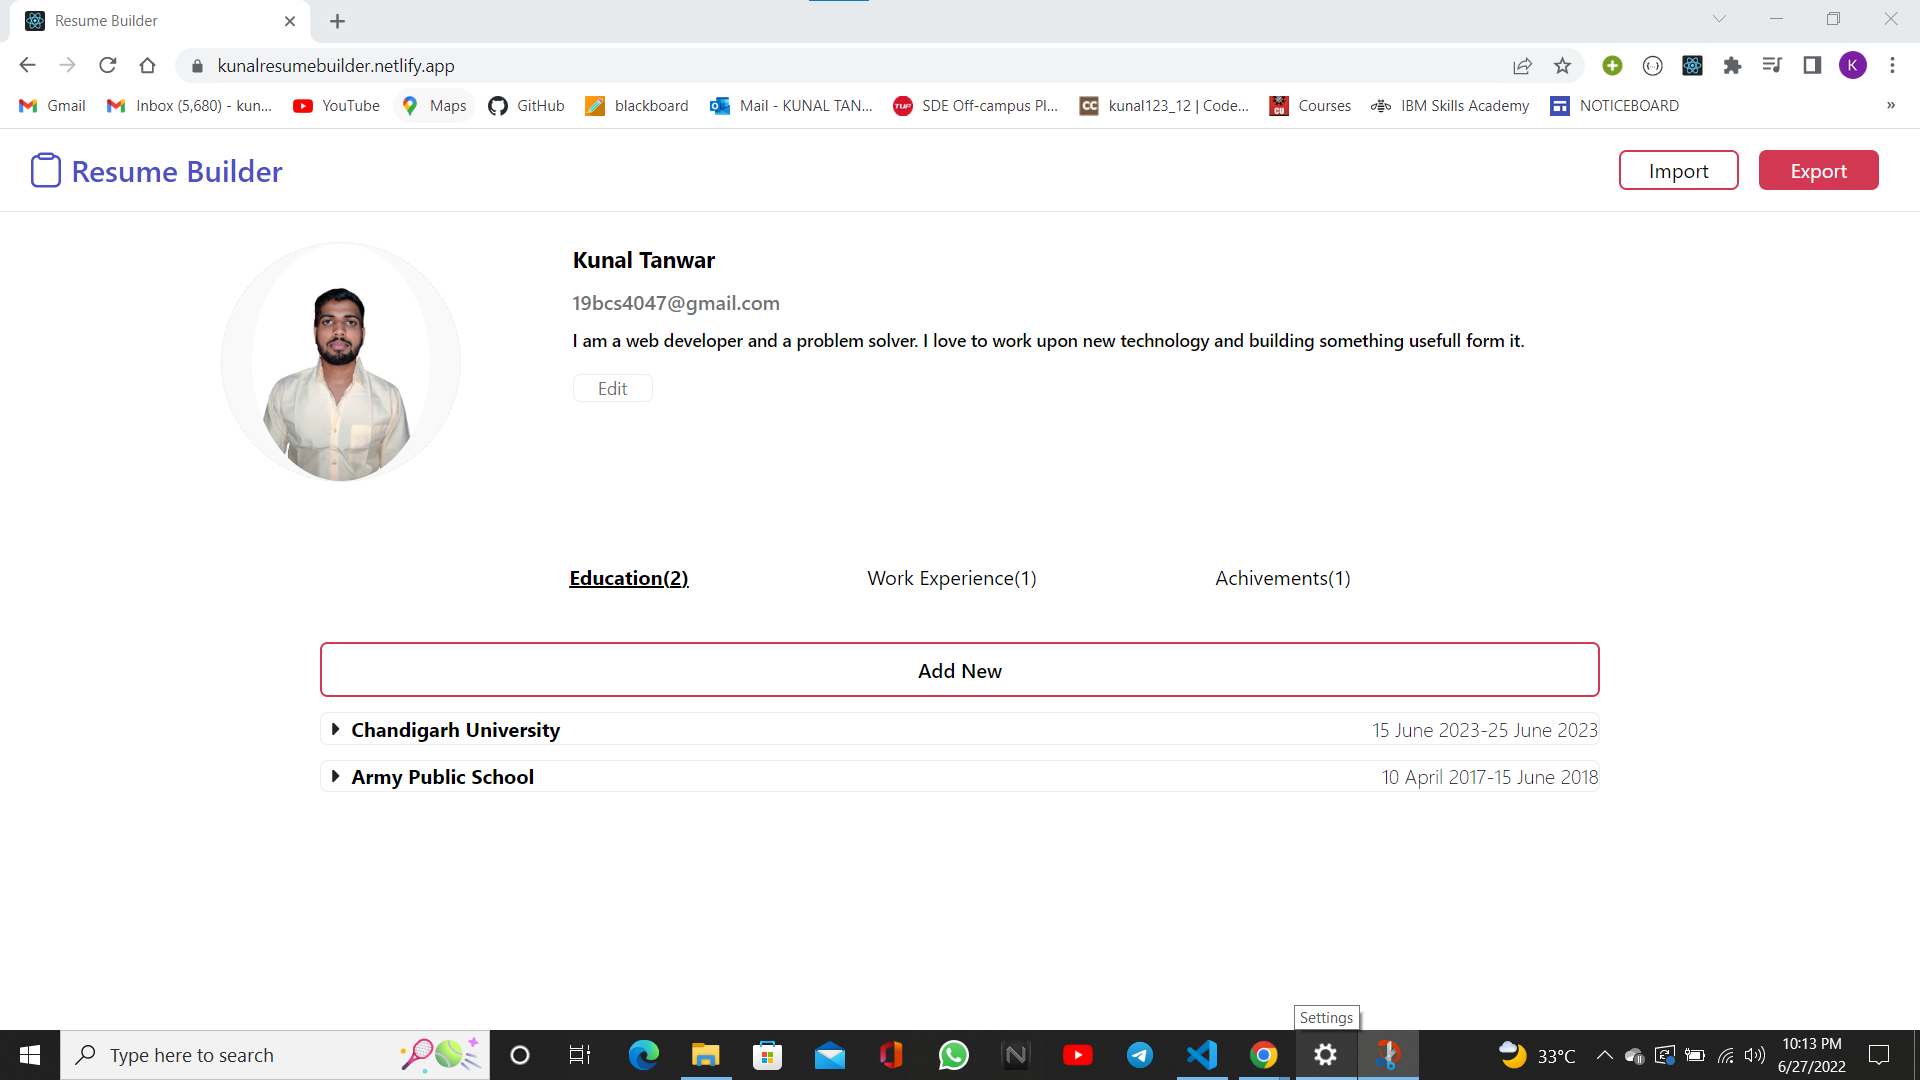 Resume Builder
kunalresumebuilder.netlify.app
K
Gmail
Inbox (5,680) - kun...
YouTube
Maps
GitHub
blackboard
Mail - KUNAL TAN...
TUF
SDE Off-campus Pl...
CC
kunal123_12 | Code...
CU
Courses
IBM Skills Academy
NOTICEBOARD
»
Resume Builder
Import
Export
Kunal Tanwar
19bcs4047@gmail.com
I am a web developer and a problem solver. I love to work upon new technology and building something usefull form it.
Edit
Education(2)
Work Experience(1)
Achivements(1)
Add New
Chandigarh University
15 June 2023-25 June 2023
Army Public School
10 April 2017-15 June 2018
Settings
Type here to search
N
33°C
10:13 PM
6/27/2022